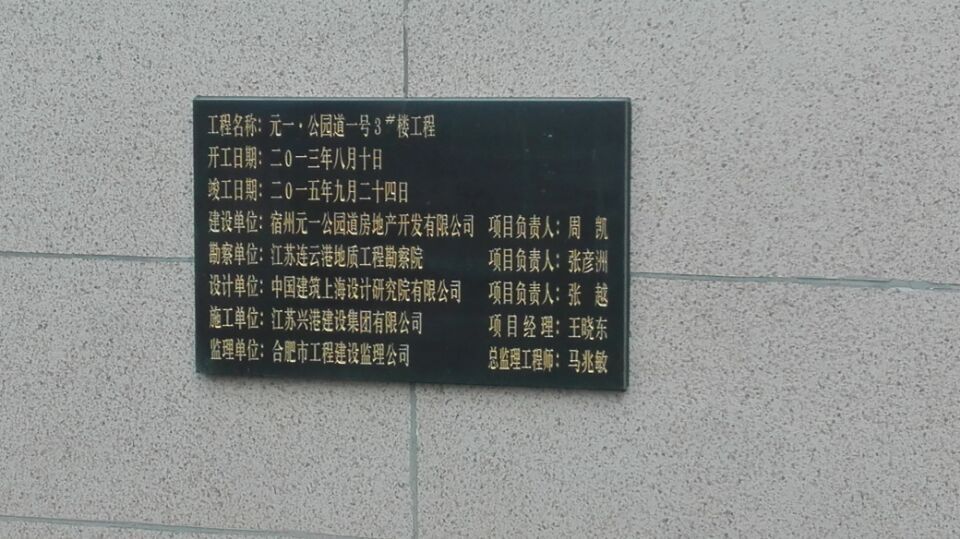 工程名称：元一·公园道一号3#楼工程
开工日期：二0一三年八月十日
竣工日期：二0一五年九月二十四日
建设单位：宿州元一公园道房地产开发有限公司 项目负责人：周 凯
勘察单位：江苏连云港地质工程勘察院 项目负责人：张彦洲
设计单位：中国建筑上海设计研究院有限公司 项目负责人：张 越
施工单位：江苏兴港建设集团有限公司 项目经理：王晓东
监理单位：合肥市工程建设监理公司 总监理工程师：马兆敏